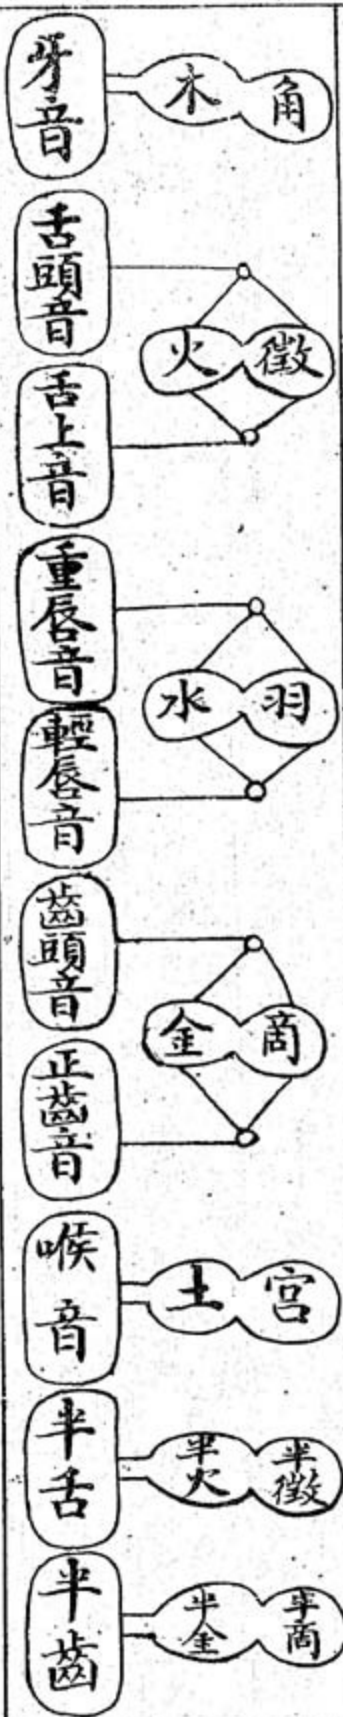 角
木
牙音
徵
火
舌頭音
舌上音
羽
水
重唇音
輕唇音
商
金
齒頭音
正齒音
宮
土
喉音
半徵
半火
半舌
半商
半金
半齒